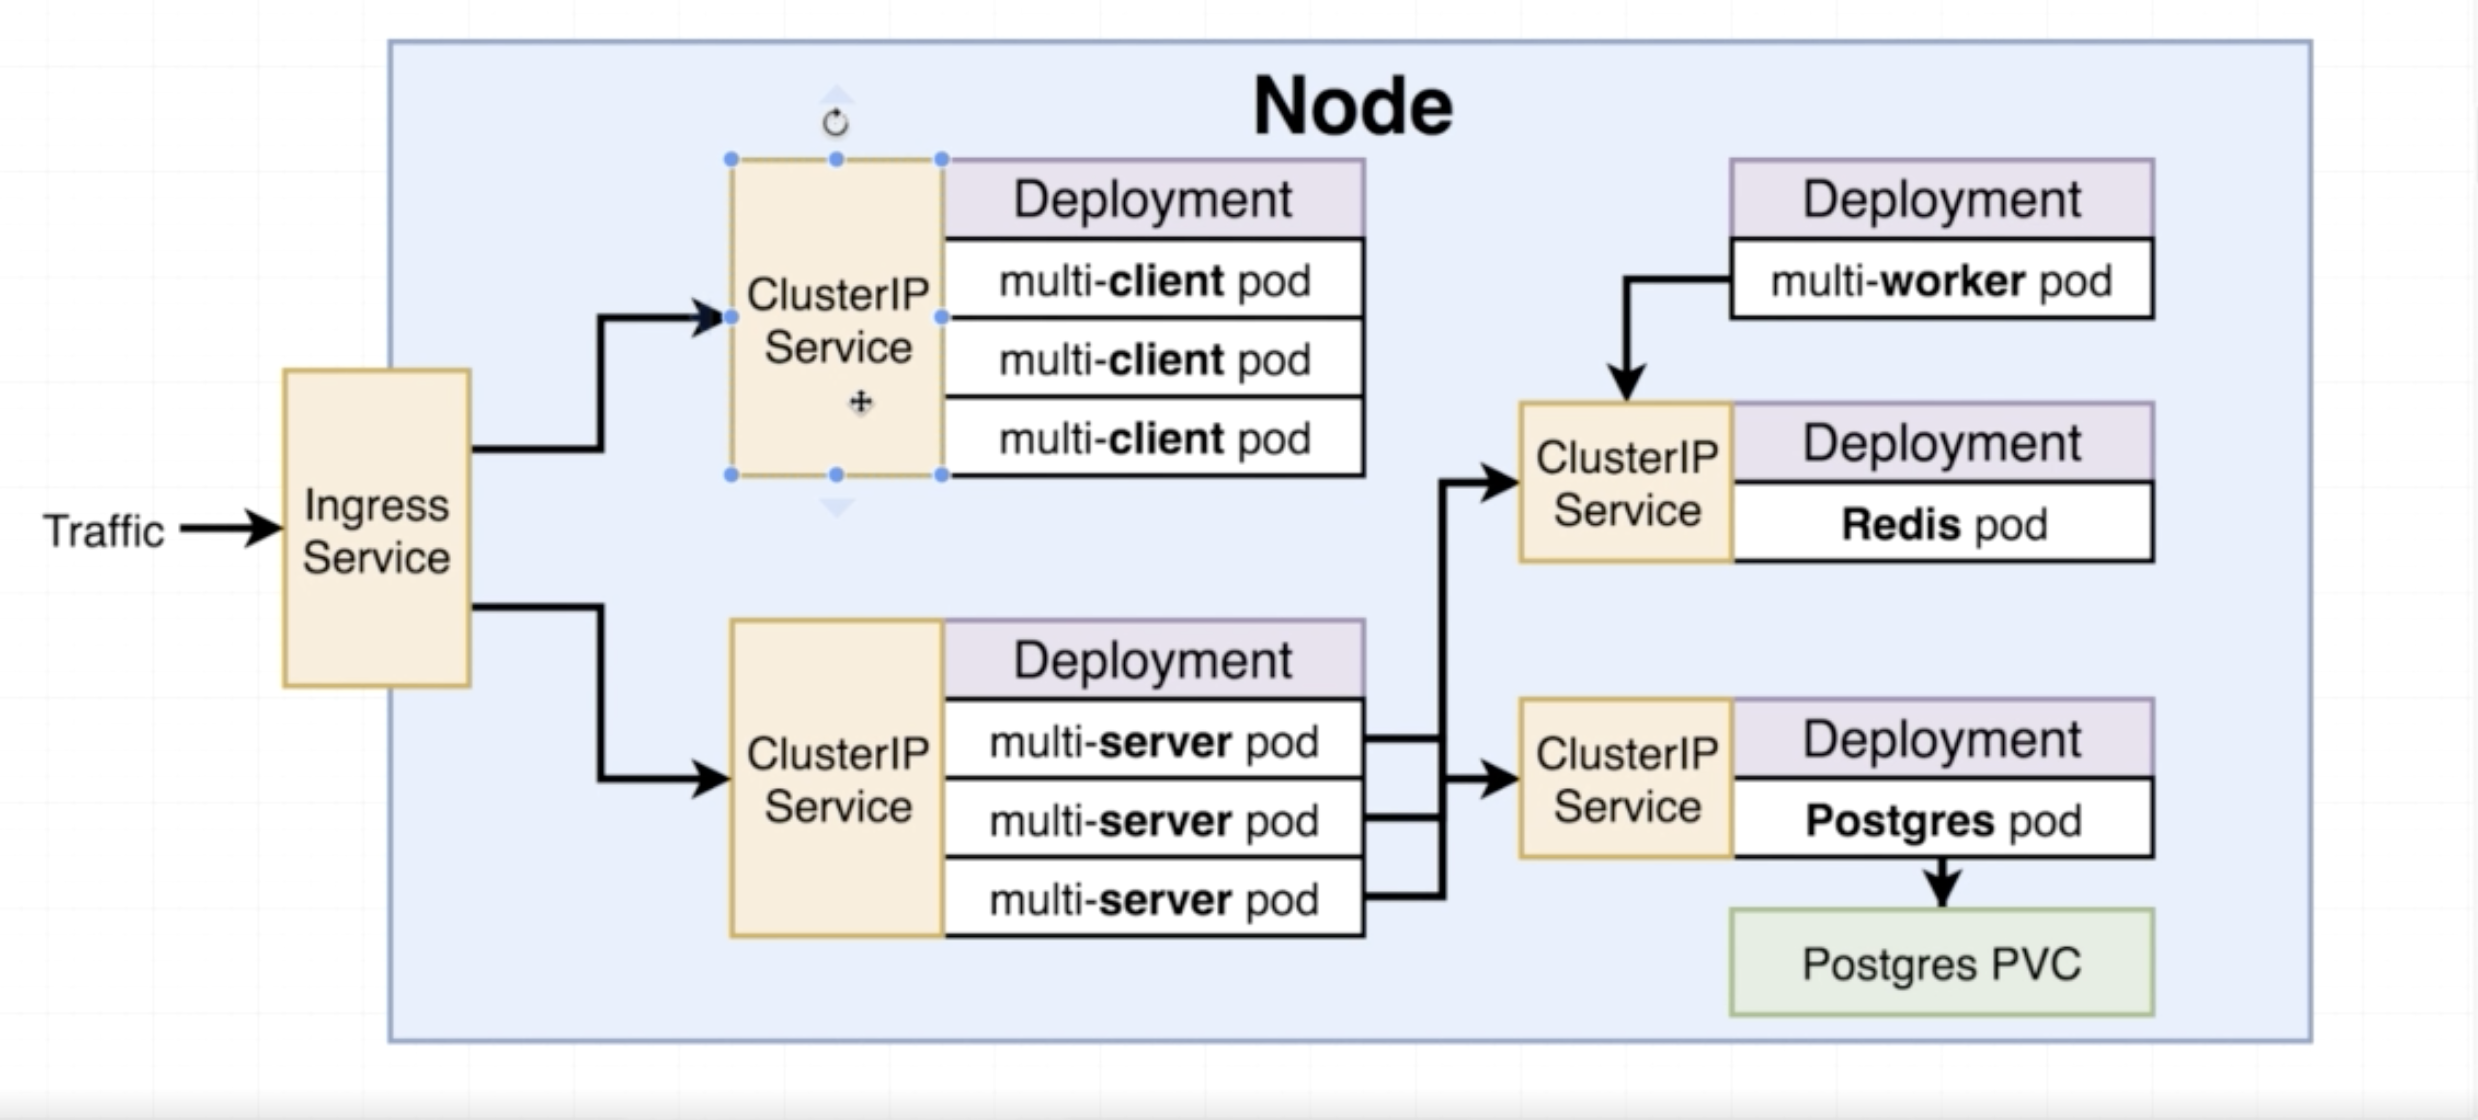 Node
Traffic
Ingress
Service
ClusterIP
Service
Deployment
multi-client pod
multi-client pod
multi-client pod
ClusterIP
Service
Deployment
multi-server pod
multi-server pod
multi-server pod
Deployment
multi-worker pod
ClusterIP
Service
Deployment
Redis pod
ClusterIP
Service
Deployment
Postgres pod
Postgres PVC